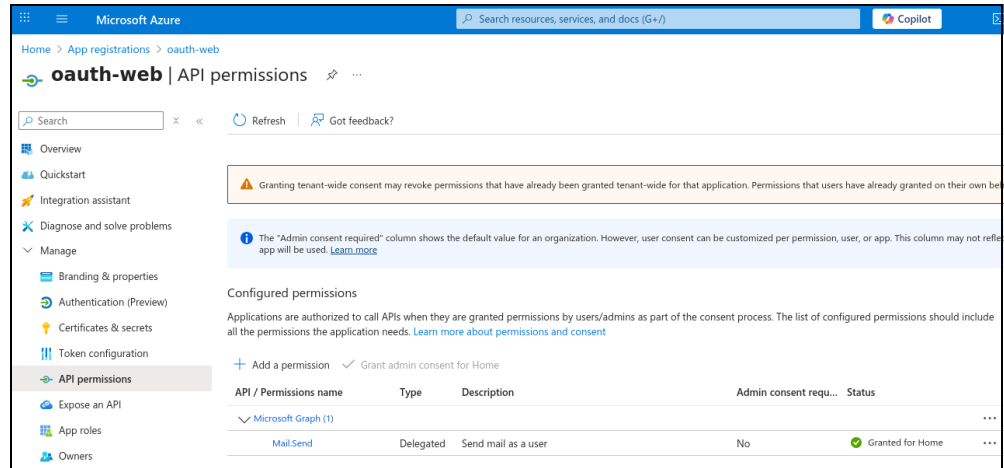 Microsoft Azure
Search resources, services, and docs (G+/)
Copilot
Home > App registrations > oauth-web
oauth-web | API permissions
Search
Refresh
Got feedback?
Overview
Quickstart
Integration assistant
Diagnose and solve problems
Manage
Branding & properties
Authentication (Preview)
Certificates & secrets
Token configuration
API permissions
Expose an API
App roles
Owners
Granting tenant-wide consent may revoke permissions that have already been granted tenant-wide for that application. Permissions that users have already granted on their own beh
The "Admin consent required" column shows the default value for an organization. However, user consent can be customized per permission, user, or app. This column may not reflec
app will be used. Learn more
Configured permissions
Applications are authorized to call APIs when they are granted permissions by users/admins as part of the consent process. The list of configured permissions should include
all the permissions the application needs. Learn more about permissions and consent
Add a permission
Grant admin consent for Home
API / Permissions name Type Description Admin consent requ... Status
Microsoft Graph (1)
Mail.Send Delegated Send mail as a user No Granted for Home